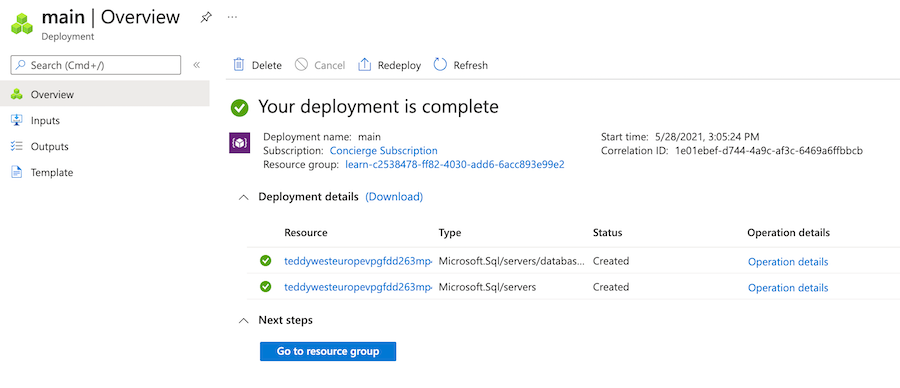 main | Overview
Deployment
Search (Cmd+/)
«
Overview
Inputs
Outputs
Template
Delete
Cancel
Redeploy
Refresh
Your deployment is complete
Deployment name: main
Subscription: Concierge Subscription
Resource group: learn-c2538478-ff82-4030-add6-6acc893e99e2
Start time: 5/28/2021, 3:05:24 PM
Correlation ID: 1e01ebef-d744-4a9c-af3c-6469a6ffbbcb
Deployment details (Download)
Resource Type Status Operation details
teddywesteuropevpgfdd263mp Microsoft.Sql/servers/databas... Created Operation details
teddywesteuropevpgfdd263mp Microsoft.Sql/servers Created Operation details
Next steps
Go to resource group